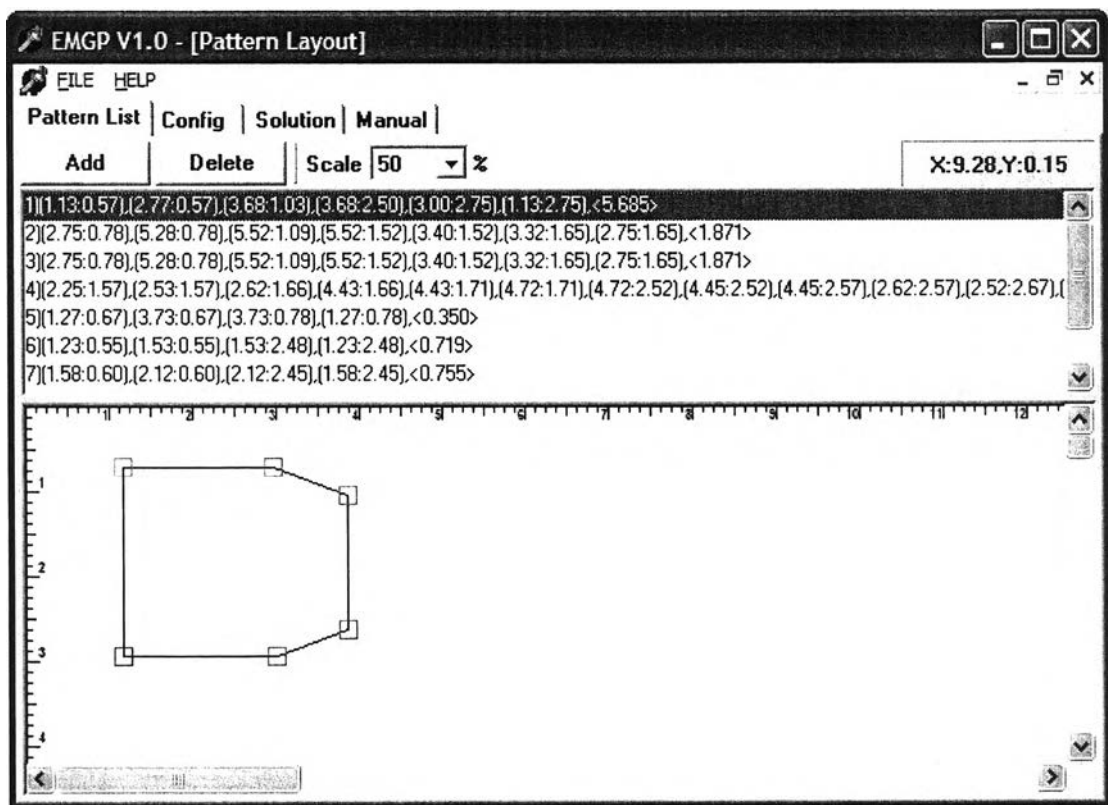 EMGP V1.0 - [Pattern Layout]
FILE HELP
Pattern List Config Solution Manual
Add Delete Scale 50 % X:9.28,Y:0.15
1)(1.13:0.57),(2.77:0.57),(3.68:1.03),(3.68:2.50),(3.00:2.75),(1.13:2.75),<5.685>
2)(2.75:0.78),(5.28:0.78),(5.52:1.09),(5.52:1.52),(3.40:1.52),(3.32:1.65),(2.75:1.65),<1.871>
3)(2.75:0.78),(5.28:0.78),(5.52:1.09),(5.52:1.52),(3.40:1.52),(3.32:1.65),(2.75:1.65),<1.871>
4)(2.25:1.57),(2.53:1.57),(2.62:1.66),(4.43:1.66),(4.43:1.71),(4.72:1.71),(4.72:2.52),(4.45:2.52),(4.45:2.57),(2.62:2.57),(2.52:2.67),(
5)(1.27:0.67),(3.73:0.67),(3.73:0.78),(1.27:0.78),<0.350>
6)(1.23:0.55),(1.53:0.55),(1.53:2.48),(1.23:2.48),<0.719>
7)(1.58:0.60),(2.12:0.60),(2.12:2.45),(1.58:2.45),<0.755>
1 2 3 4 5 6 7 8 9 10 11 12
1
2
3
4